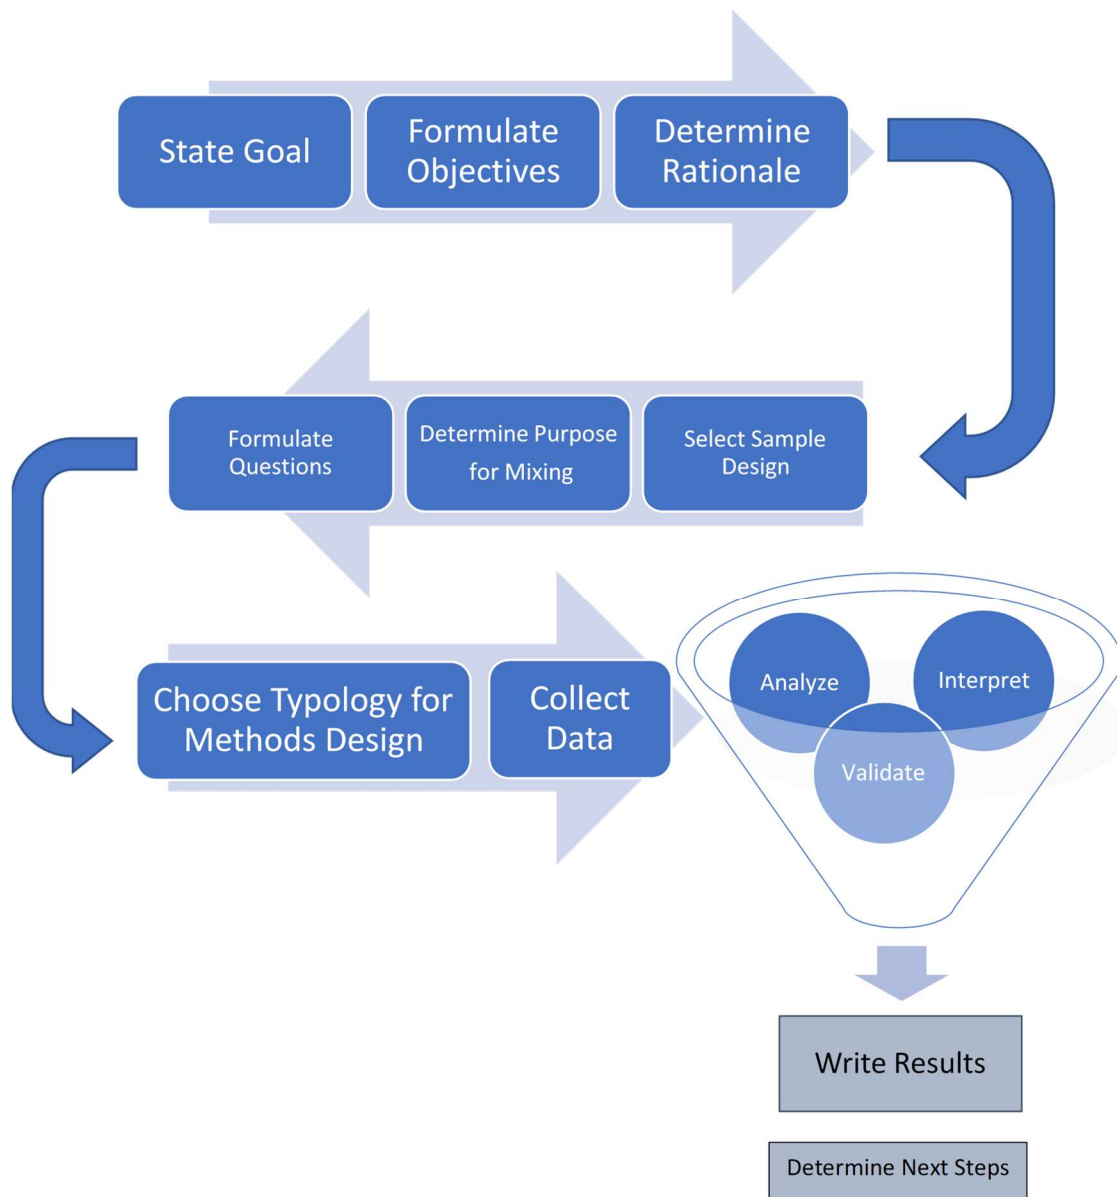 State Goal
Formulate
Objectives
Determine
Rationale
Select Sample
Design
Determine Purpose
for Mixing
Formulate
Questions
Choose Typology for
Methods Design
Collect
Data
Analyze
Interpret
Validate
Write Results
Determine Next Steps